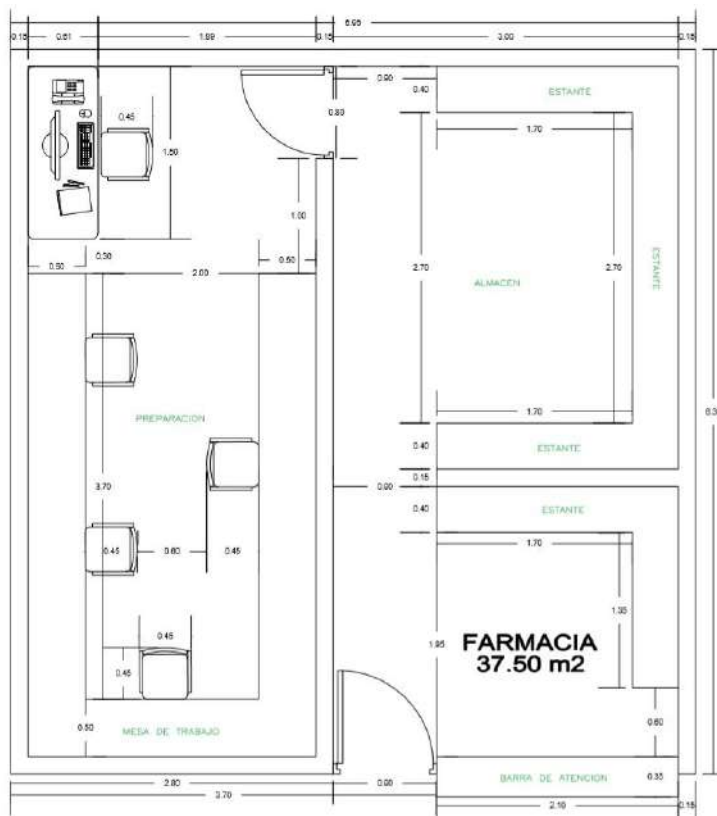 5.95
0.15 0.61 1.89 0.15 3.00 0.15
0.90 0.40 ESTANTE
0.45 0.80 1.70
1.50
1.00
0.30
0.50 2.00 0.50 2.70 2.70 ESTANTE
ALMACEN
PREPARACION 1.70
0.40 ESTANTE
0.15
3.70 0.90
0.40 ESTANTE
0.45 0.60 0.45 1.70
1.35
0.45 1.95 FARMACIA
0.45 37.50 m2
0.50 MESA DE TRABAJO 0.60
BARRA DE ATENCION 0.35
2.80 0.90
3.70 2.10 0.15